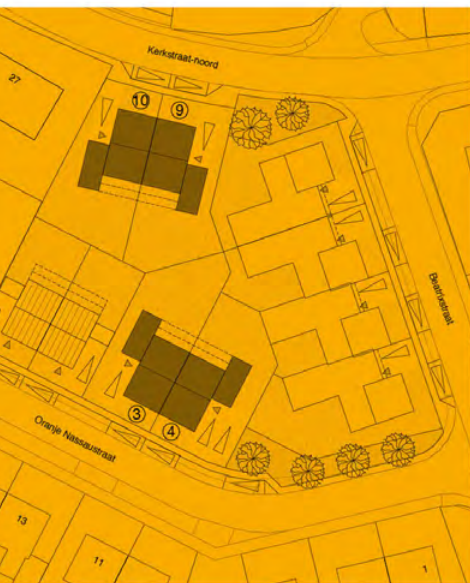 Kerkstraat-noord
27
10
9
Beatrixstraat
3
4
Oranje Nassaustraat
13
11
1